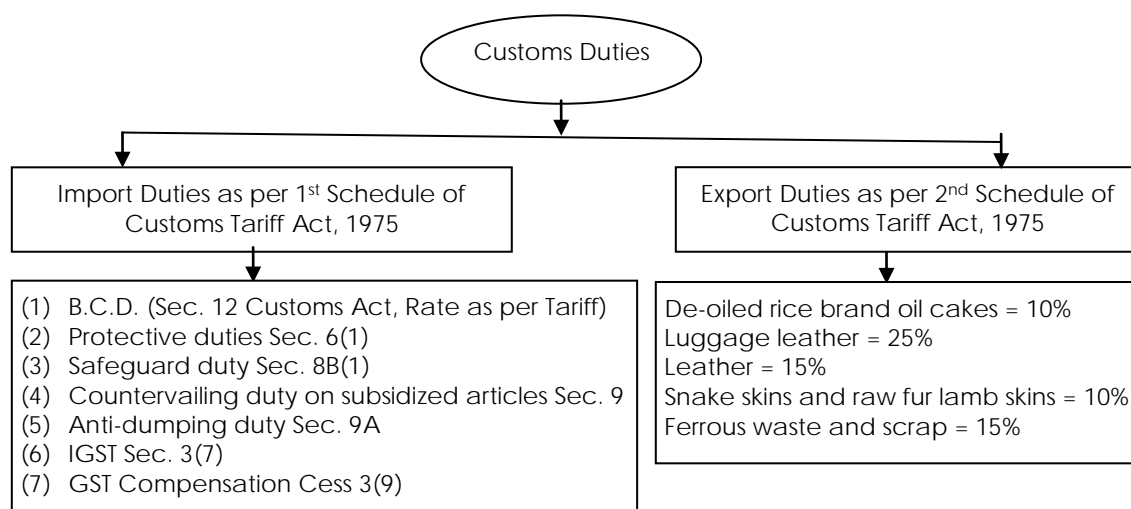 Customs Duties
Import Duties as per 1st Schedule of
Customs Tariff Act, 1975
Export Duties as per 2nd Schedule of
Customs Tariff Act, 1975
(1) B.C.D. (Sec. 12 Customs Act, Rate as per Tariff)
(2) Protective duties Sec. 6(1)
(3) Safeguard duty Sec. 8B(1)
(4) Countervailing duty on subsidized articles Sec. 9
(5) Anti-dumping duty Sec. 9A
(6) IGST Sec. 3(7)
(7) GST Compensation Cess 3(9)
De-oiled rice brand oil cakes = 10%
Luggage leather = 25%
Leather = 15%
Snake skins and raw fur lamb skins = 10%
Ferrous waste and scrap = 15%